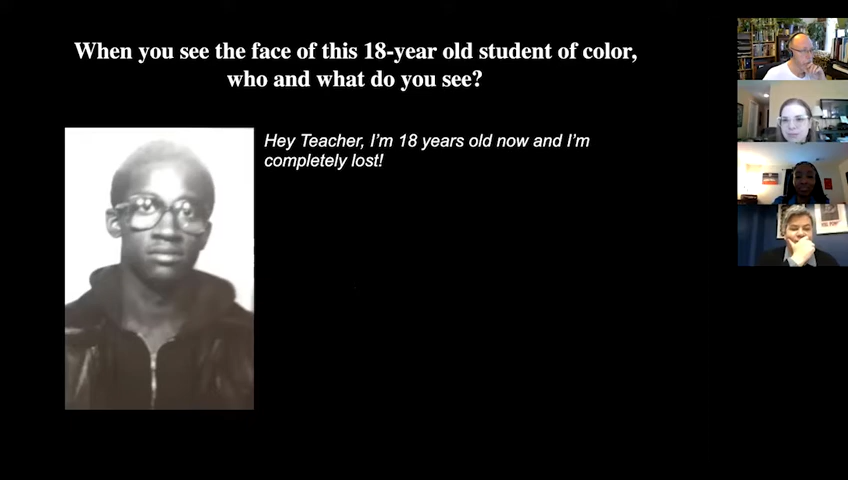 When you see the face of this 18-year old student of color,
who and what do you see?
Hey Teacher, I'm 18 years old now and I'm
completely lost!